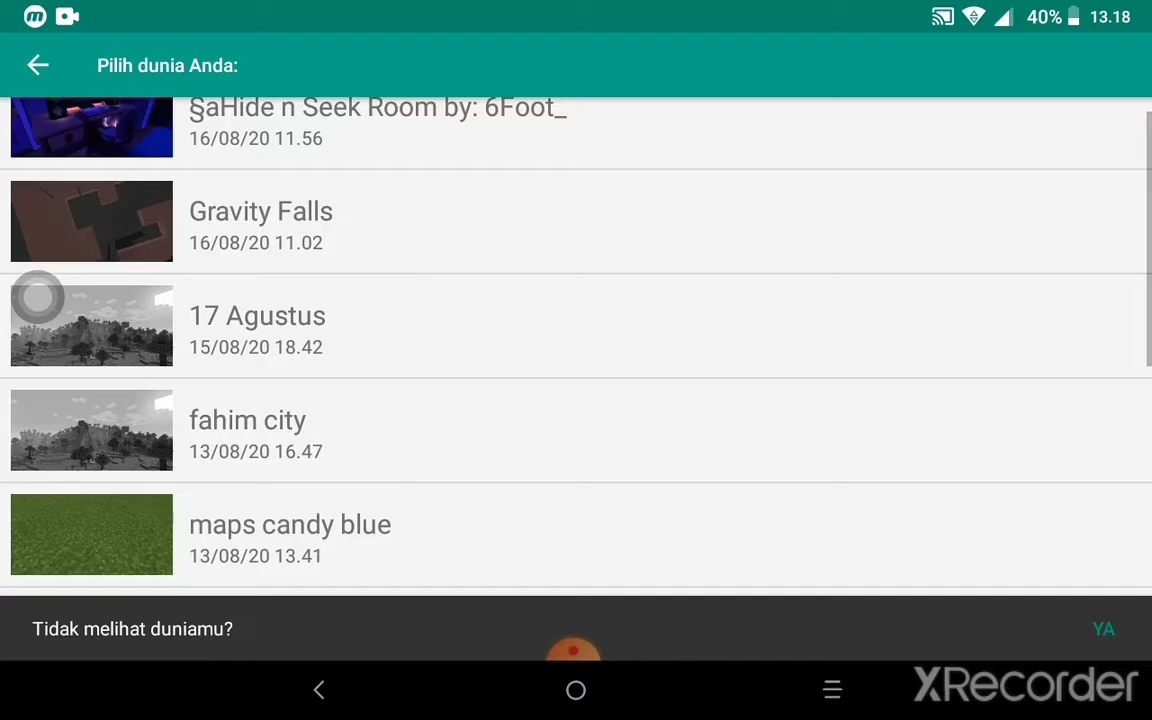 40% 13.18
Pilih dunia Anda:
§aHide n Seek Room by: 6Foot_
16/08/20 11.56
Gravity Falls
16/08/20 11.02
17 Agustus
15/08/20 18.42
fahim city
13/08/20 16.47
maps candy blue
13/08/20 13.41
Tidak melihat duniamu? YA
XRecorder